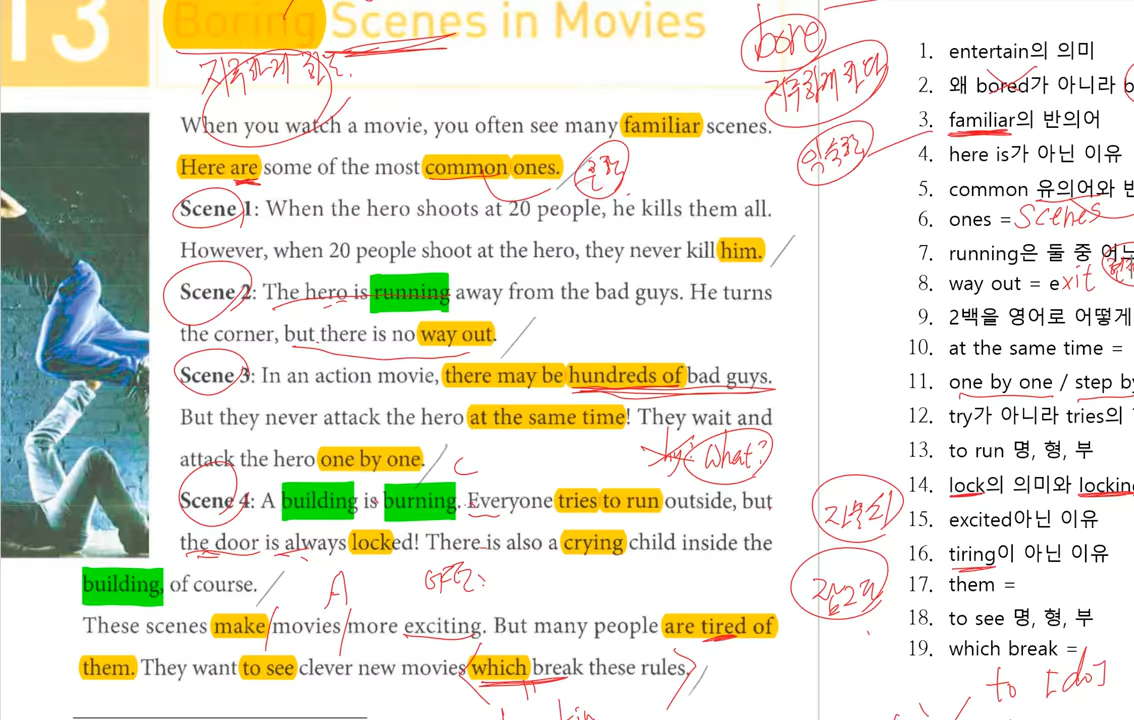 13
Boring Scenes in Movies
지루하게 하는
bore
지루하게 하다
When you watch a movie, you often see many familiar scenes.
익숙한
Here are some of the most common ones.
흔한
Scene 1: When the hero shoots at 20 people, he kills them all.
However, when 20 people shoot at the hero, they never kill him.
Scene 2: The hero is running away from the bad guys. He turns
the corner, but there is no way out.
Scene 3: In an action movie, there may be hundreds of bad guys.
But they never attack the hero at the same time! They wait and
attack the hero one by one.
What?
C
Scene 4: A building is burning. Everyone tries to run outside, but
the door is always locked! There is also a crying child inside the
building, of course.
잠그다
A
These scenes make movies more exciting. But many people are tired of
them. They want to see clever new movies which break these rules.
1. entertain의 의미
2. 왜 bored가 아니라 b
3. familiar의 반의어
4. here is가 아닌 이유
5. common 유의어와 반
6. ones = scenes
7. running은 둘 중 어느
8. way out = exit
9. 2백을 영어로 어떻게
10. at the same time =
11. one by one / step by
12. try가 아니라 tries의
13. to run 명, 형, 부
14. lock의 의미와 locking
15. excited아닌 이유
16. tiring이 아닌 이유
17. them =
18. to see 명, 형, 부
19. which break =
to [do]